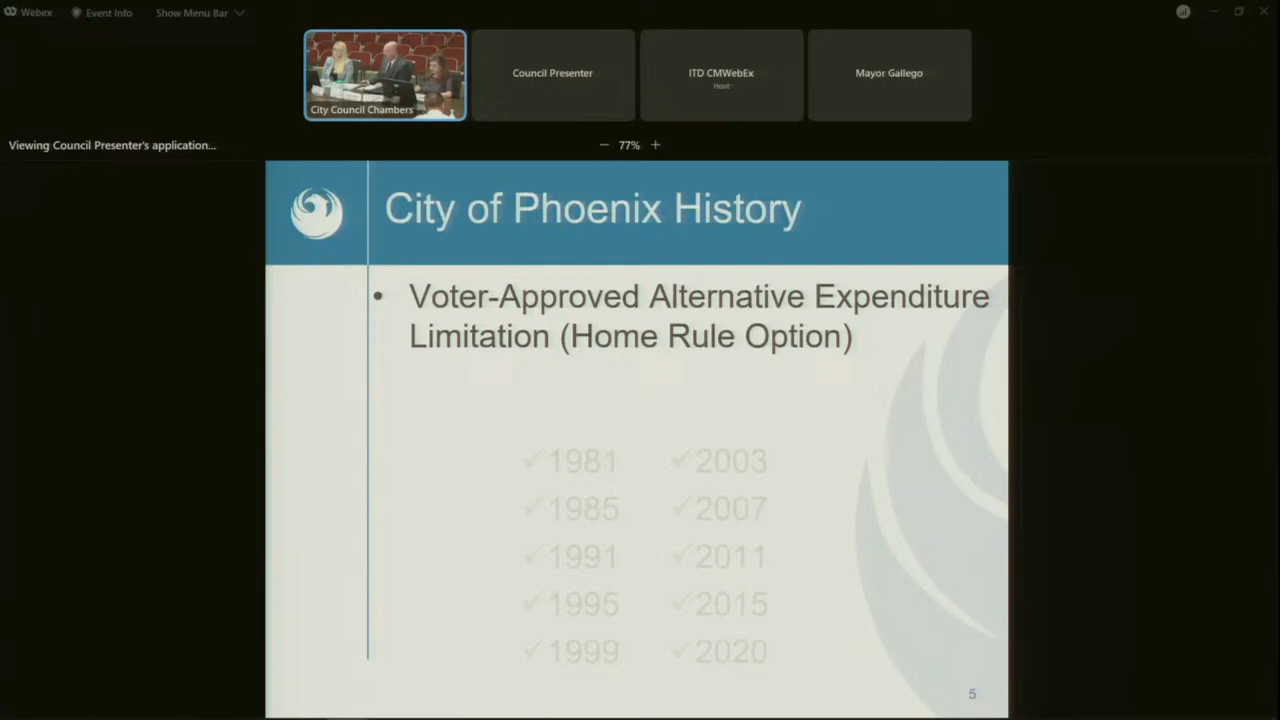 Webex Event Info Show Menu Bar
City Council Chambers
Council Presenter
ITD CMWebEx
Host
Mayor Gallego
Viewing Council Presenter's application...
− 77% +
City of Phoenix History
• Voter-Approved Alternative Expenditure
Limitation (Home Rule Option)
✓1981 ✓2003
✓1985 ✓2007
✓1991 ✓2011
✓1995 ✓2015
✓1999 ✓2020
5